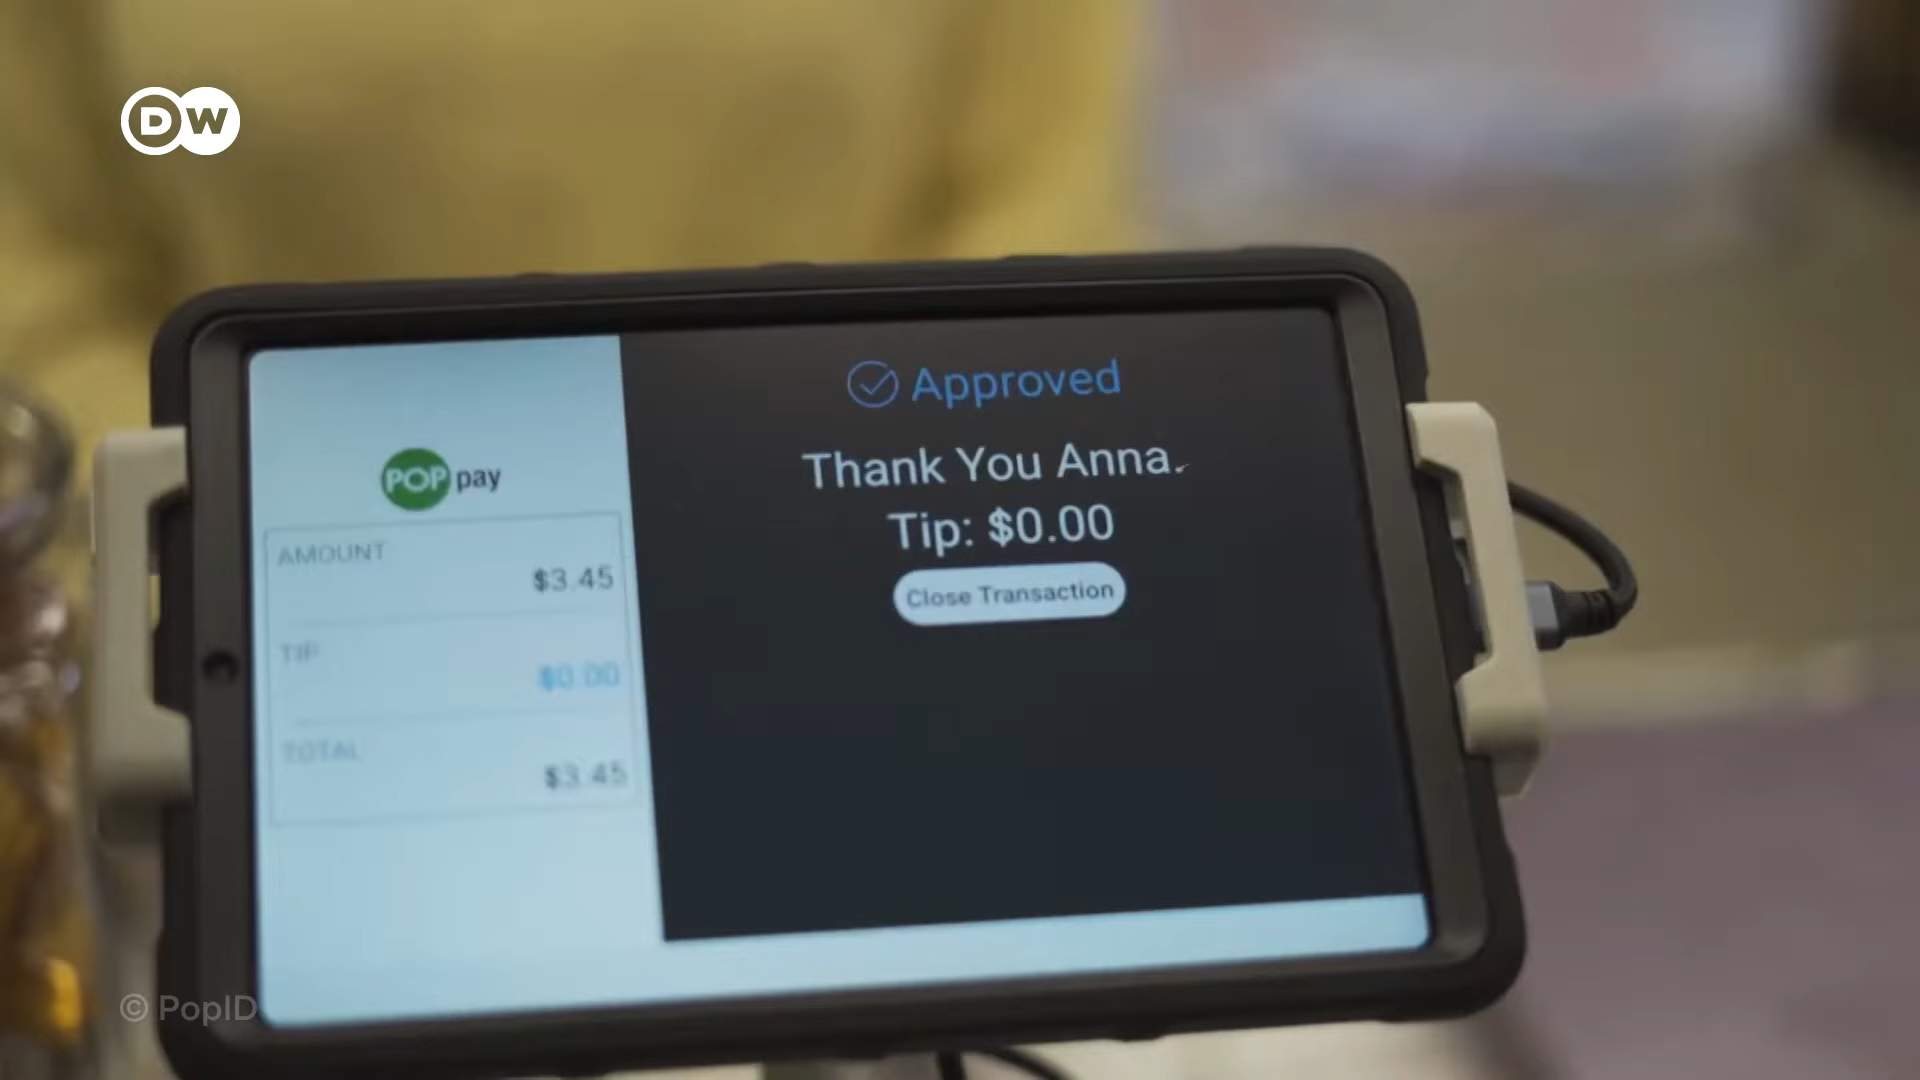 DW
POP pay
AMOUNT
$3.45
TIP
$0.00
TOTAL
$3.45
Approved
Thank You Anna.
Tip: $0.00
Close Transaction
© PopID